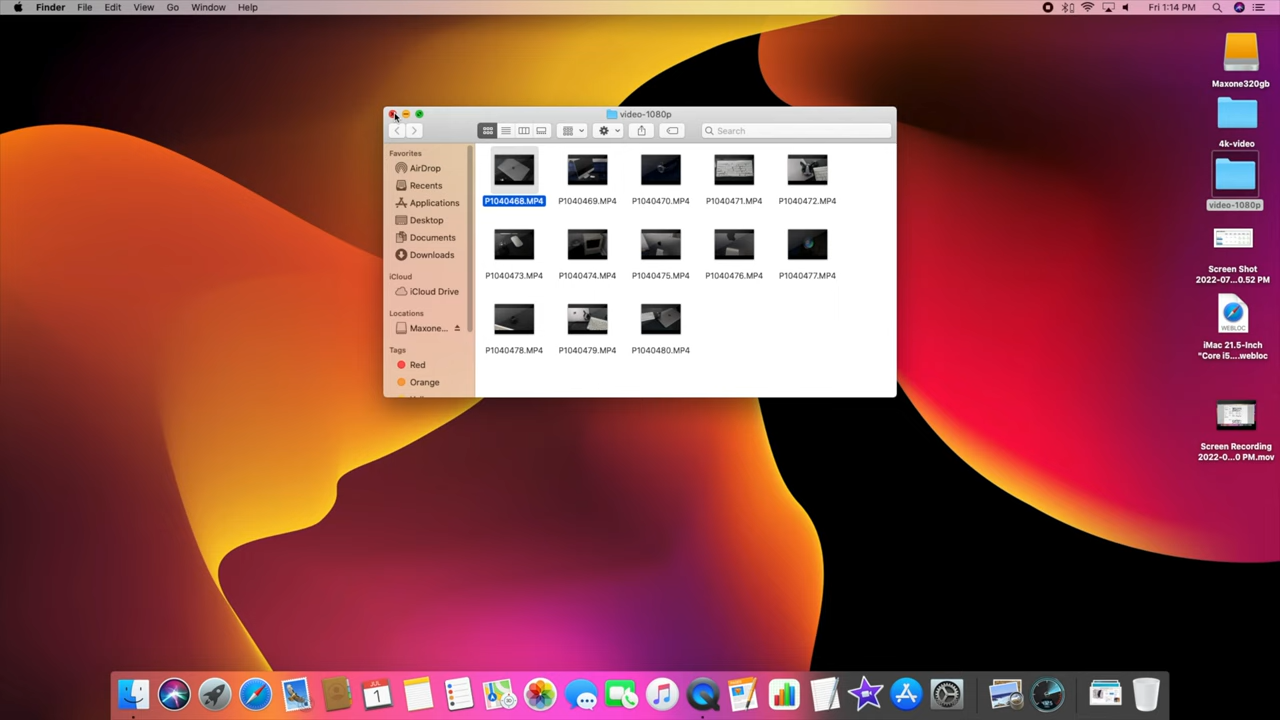 Finder File Edit View Go Window Help
Fri 1:14 PM
video-1080p
Search
Favorites
AirDrop
Recents
Applications
Desktop
Documents
Downloads
iCloud
iCloud Drive
Locations
Maxone...
Tags
Red
Orange
P1040468.MP4 P1040469.MP4 P1040470.MP4 P1040471.MP4 P1040472.MP4
P1040473.MP4 P1040474.MP4 P1040475.MP4 P1040476.MP4 P1040477.MP4
P1040478.MP4 P1040479.MP4 P1040480.MP4
Maxone320gb
4k-video
video-1080p
Screen Shot
2022-07...0.52 PM
WEBLOC
iMac 21.5-Inch
"Core i5....webloc
Screen Recording
2022-0...0 PM.mov
JUL
1